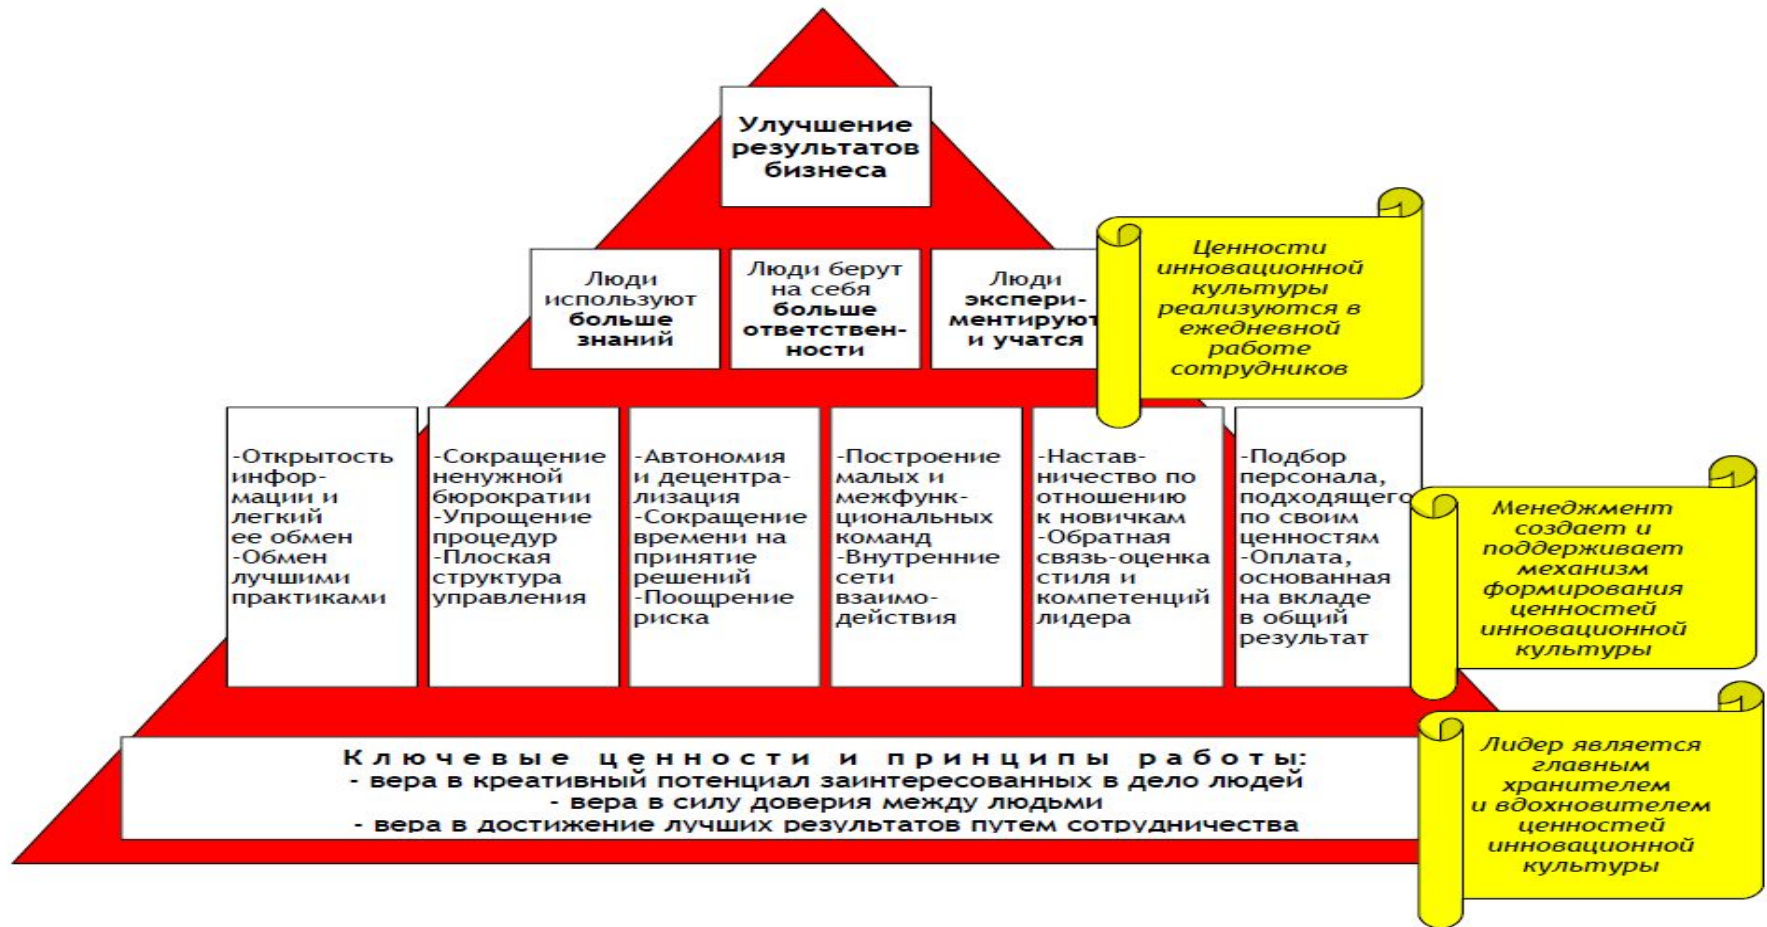 Улучшение
результатов
бизнеса
Люди
используют
больше
знаний
Люди берут
на себя
больше
ответствен-
ности
Люди
экспери-
ментируют
и учатся
Ценности
инновационной
культуры
реализуются в
ежедневной
работе
сотрудников
-Открытость
инфор-
мации и
легкий
ее обмен
-Обмен
лучшими
практиками
-Сокращение
ненужной
бюрократии
-Упрощение
процедур
-Плоская
структура
управления
-Автономия
и децентра-
лизация
-Сокращение
времени на
принятие
решений
-Поощрение
риска
-Построение
малых и
межфунк-
циональных
команд
-Внутренние
сети
взаимо-
действия
-Настав-
ничество по
отношению
к новичкам
-Обратная
связь-оценка
стиля и
компетенций
лидера
-Подбор
персонала,
подходящего
по своим
ценностям
-Оплата,
основанная
на вкладе
в общий
результат
Менеджмент
создает и
поддерживает
механизм
формирования
ценностей
инновационной
культуры
Ключевые ценности и принципы работы:
- вера в креативный потенциал заинтересованных в дело людей
- вера в силу доверия между людьми
- вера в достижение лучших результатов путем сотрудничества
Лидер является
главным
хранителем
и вдохновителем
ценностей
инновационной
культуры